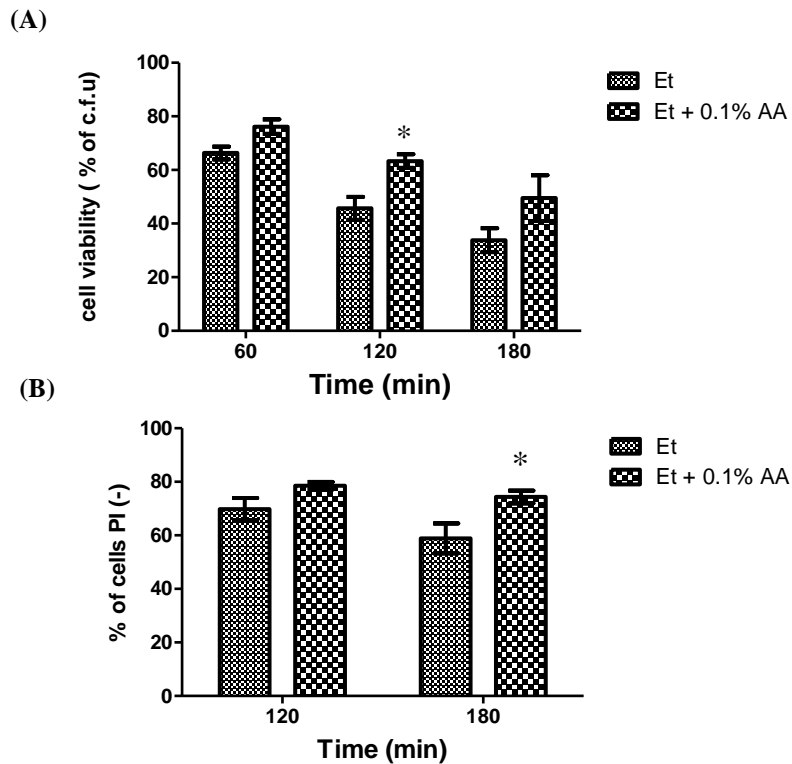 (A)
cell viability ( % of c.f.u)
100
80
60
40
20
0
*
60 120 180
Time (min)
Et
Et + 0.1% AA
(B)
% of cells PI (-)
100
80
60
40
20
0
*
120 180
Time (min)
Et
Et + 0.1% AA